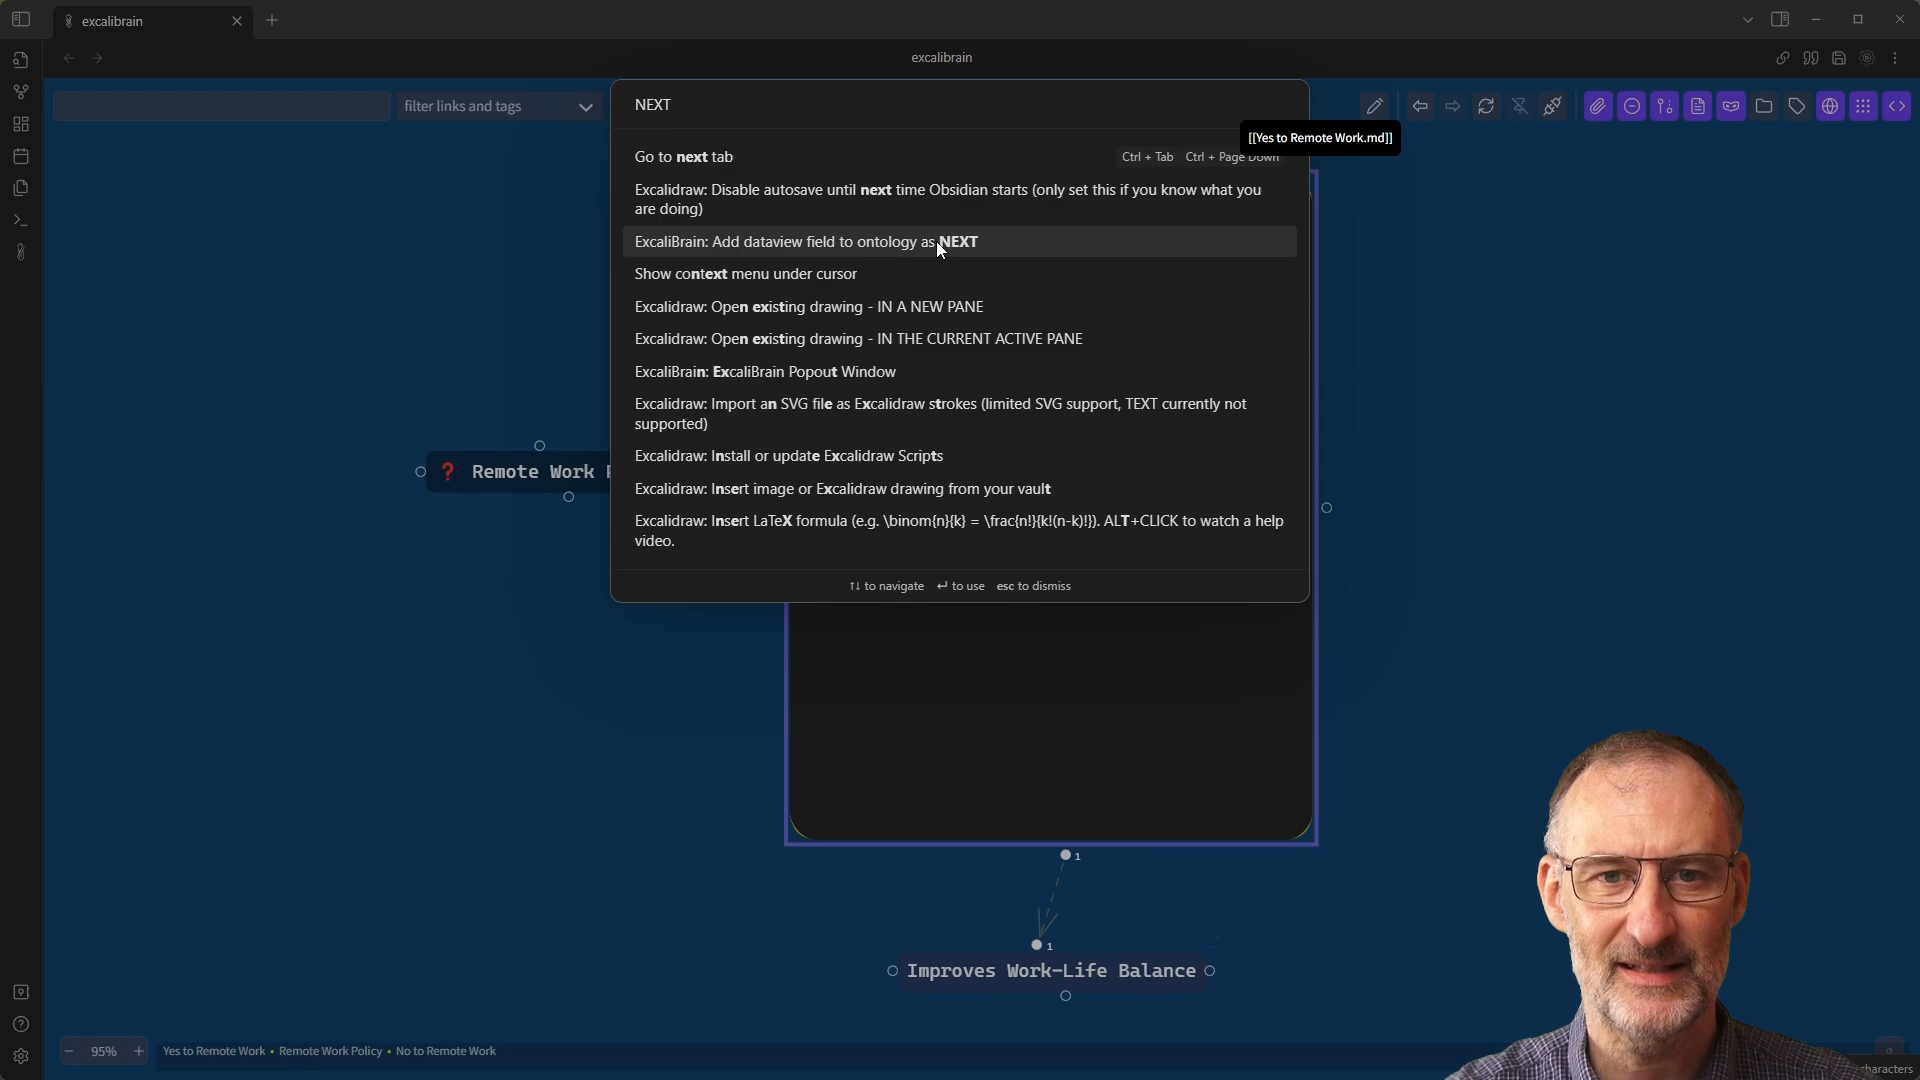 excalibrain
excalibrain
filter links and tags
NEXT
[[Yes to Remote Work.md]]
Go to next tab
Ctrl + Tab Ctrl + Page Down
Excalidraw: Disable autosave until next time Obsidian starts (only set this if you know what you
are doing)
ExcaliBrain: Add dataview field to ontology as NEXT
Show context menu under cursor
Excalidraw: Open existing drawing - IN A NEW PANE
Excalidraw: Open existing drawing - IN THE CURRENT ACTIVE PANE
ExcaliBrain: ExcaliBrain Popout Window
Excalidraw: Import an SVG file as Excalidraw strokes (limited SVG support, TEXT currently not
supported)
Excalidraw: Install or update Excalidraw Scripts
Excalidraw: Insert image or Excalidraw drawing from your vault
Excalidraw: Insert LaTeX formula (e.g. \binom{n}{k} = \frac{n!}{k!(n-k)!}). ALT+CLICK to watch a help
video.
↑↓ to navigate ↵ to use esc to dismiss
❓ Remote Work
1
1
Improves Work-Life Balance
95%
Yes to Remote Work • Remote Work Policy • No to Remote Work
characters